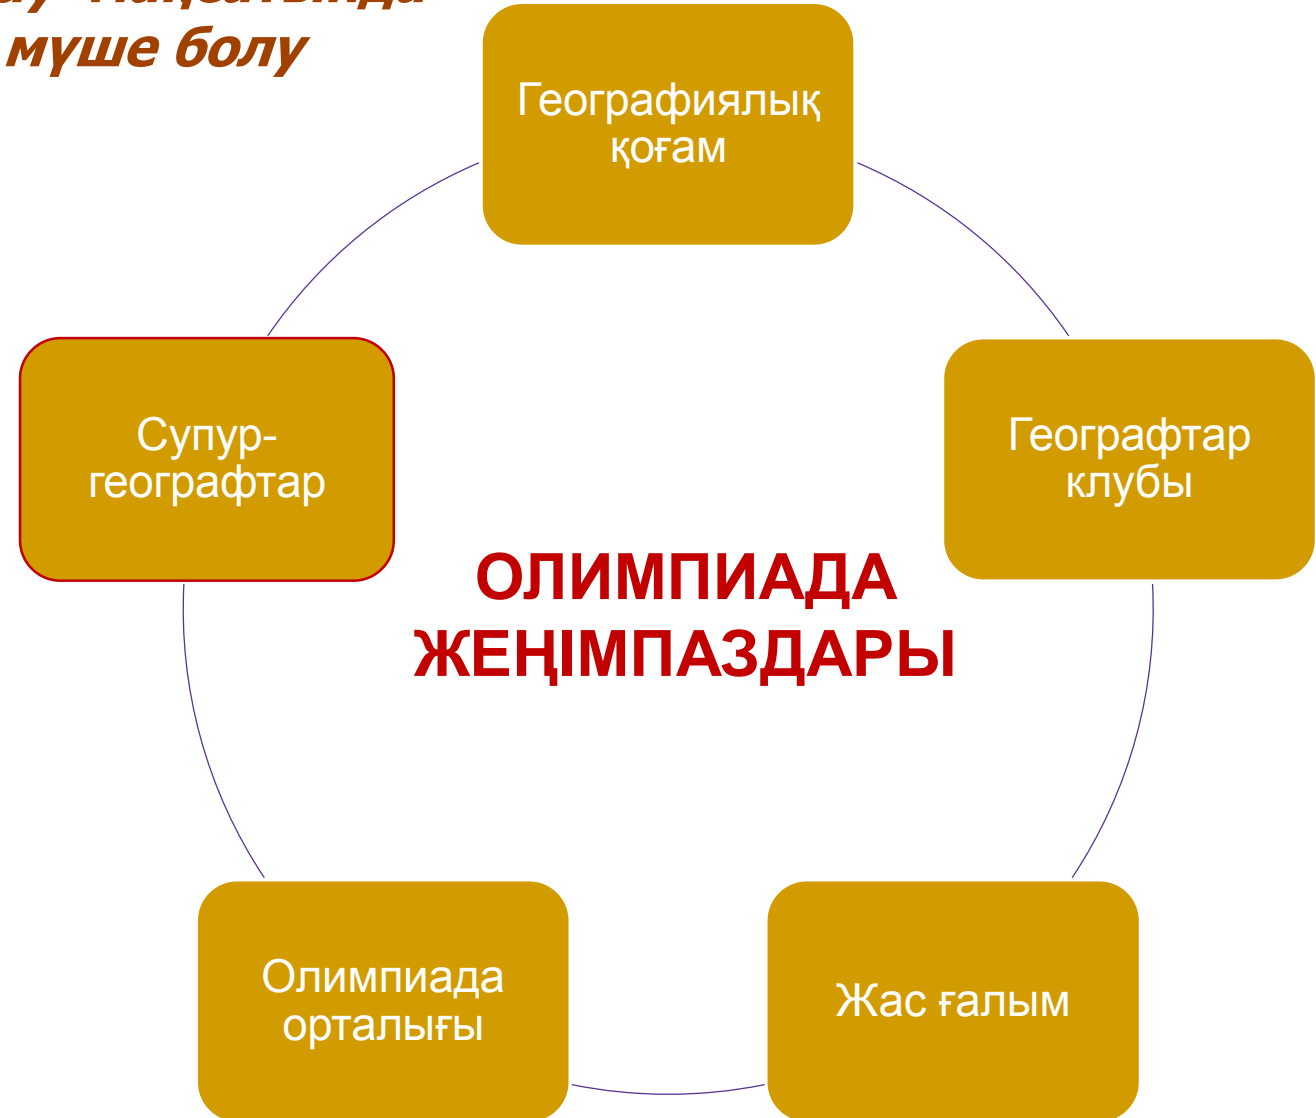 мүше болу
Географиялық
қоғам
Супур-
географтар
Географтар
клубы
ОЛИМПИАДА
ЖЕҢІМПАЗДАРЫ
Олимпиада
орталығы
Жас ғалым